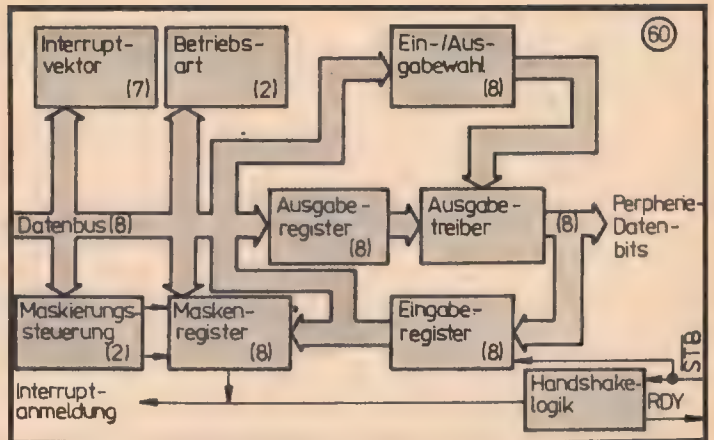 60
Interrupt-
vektor
(7)
Betriebs-
art
(2)
Ein-/Aus-
gabewahl
(8)
Datenbus (8)
Ausgabe-
register
(8)
Ausgabe-
treiber
(8)
Perpherie-
Daten-
bits
Maskierungs-
steuerung
(2)
Masken-
register
(8)
Eingabe-
register
(8)
STB
Interrupt-
anmeldung
Handshake-
logik
RDY